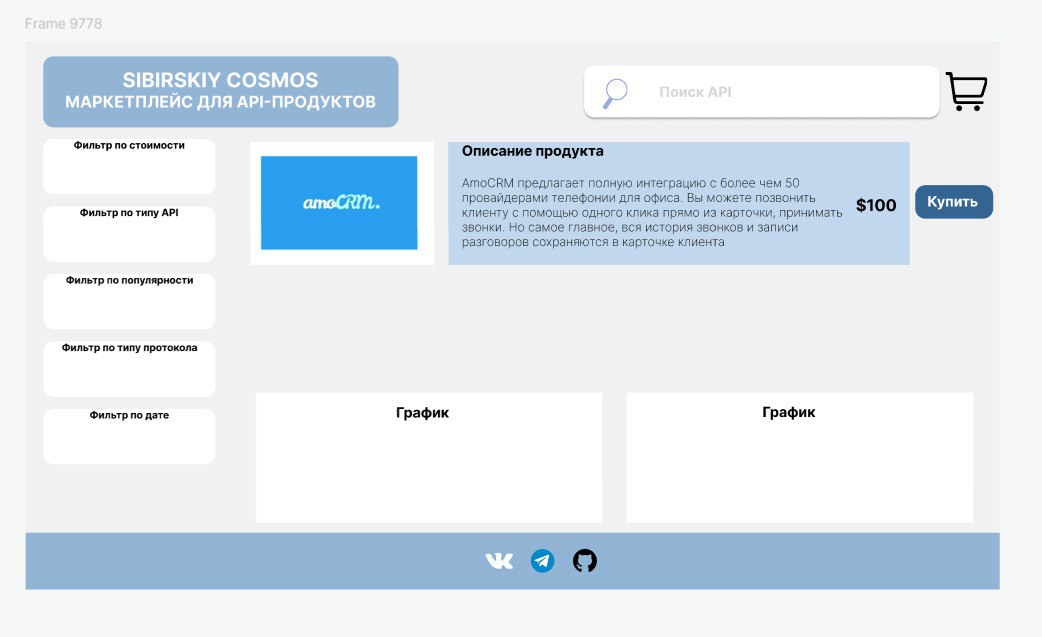 Frame 9778
SIBIRSKIY COSMOS
МАРКЕТПЛЕЙС ДЛЯ API-ПРОДУКТОВ
Поиск API
Фильтр по стоимости
Фильтр по типу API
Фильтр по популярности
Фильтр по типу протокола
Фильтр по дате
amoCRM.
Описание продукта
AmoCRM предлагает полную интеграцию с более чем 50
провайдерами телефонии для офиса. Вы можете позвонить
клиенту с помощью одного клика прямо из карточки, принимать
звонки. Но самое главное, вся история звонков и записи
разговоров сохраняются в карточке клиента
$100
Купить
График
График